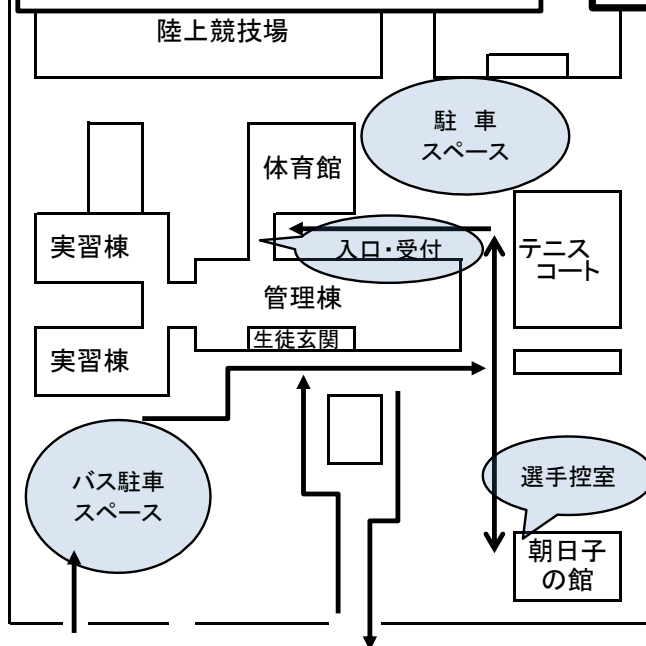 陸上競技場
駐　車
スペース
体育館
実習棟
入口・受付
テニス
コート
管理棟
生徒玄関
実習棟
バス駐車
スペース
選手控室
朝日子
の館